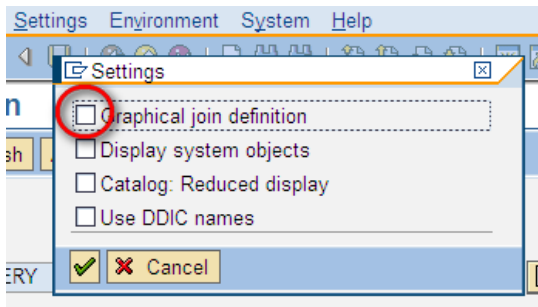 Settings Environment System Help
Settings
n
Graphical join definition
sh
Display system objects
Catalog: Reduced display
Use DDIC names
ERY
Cancel